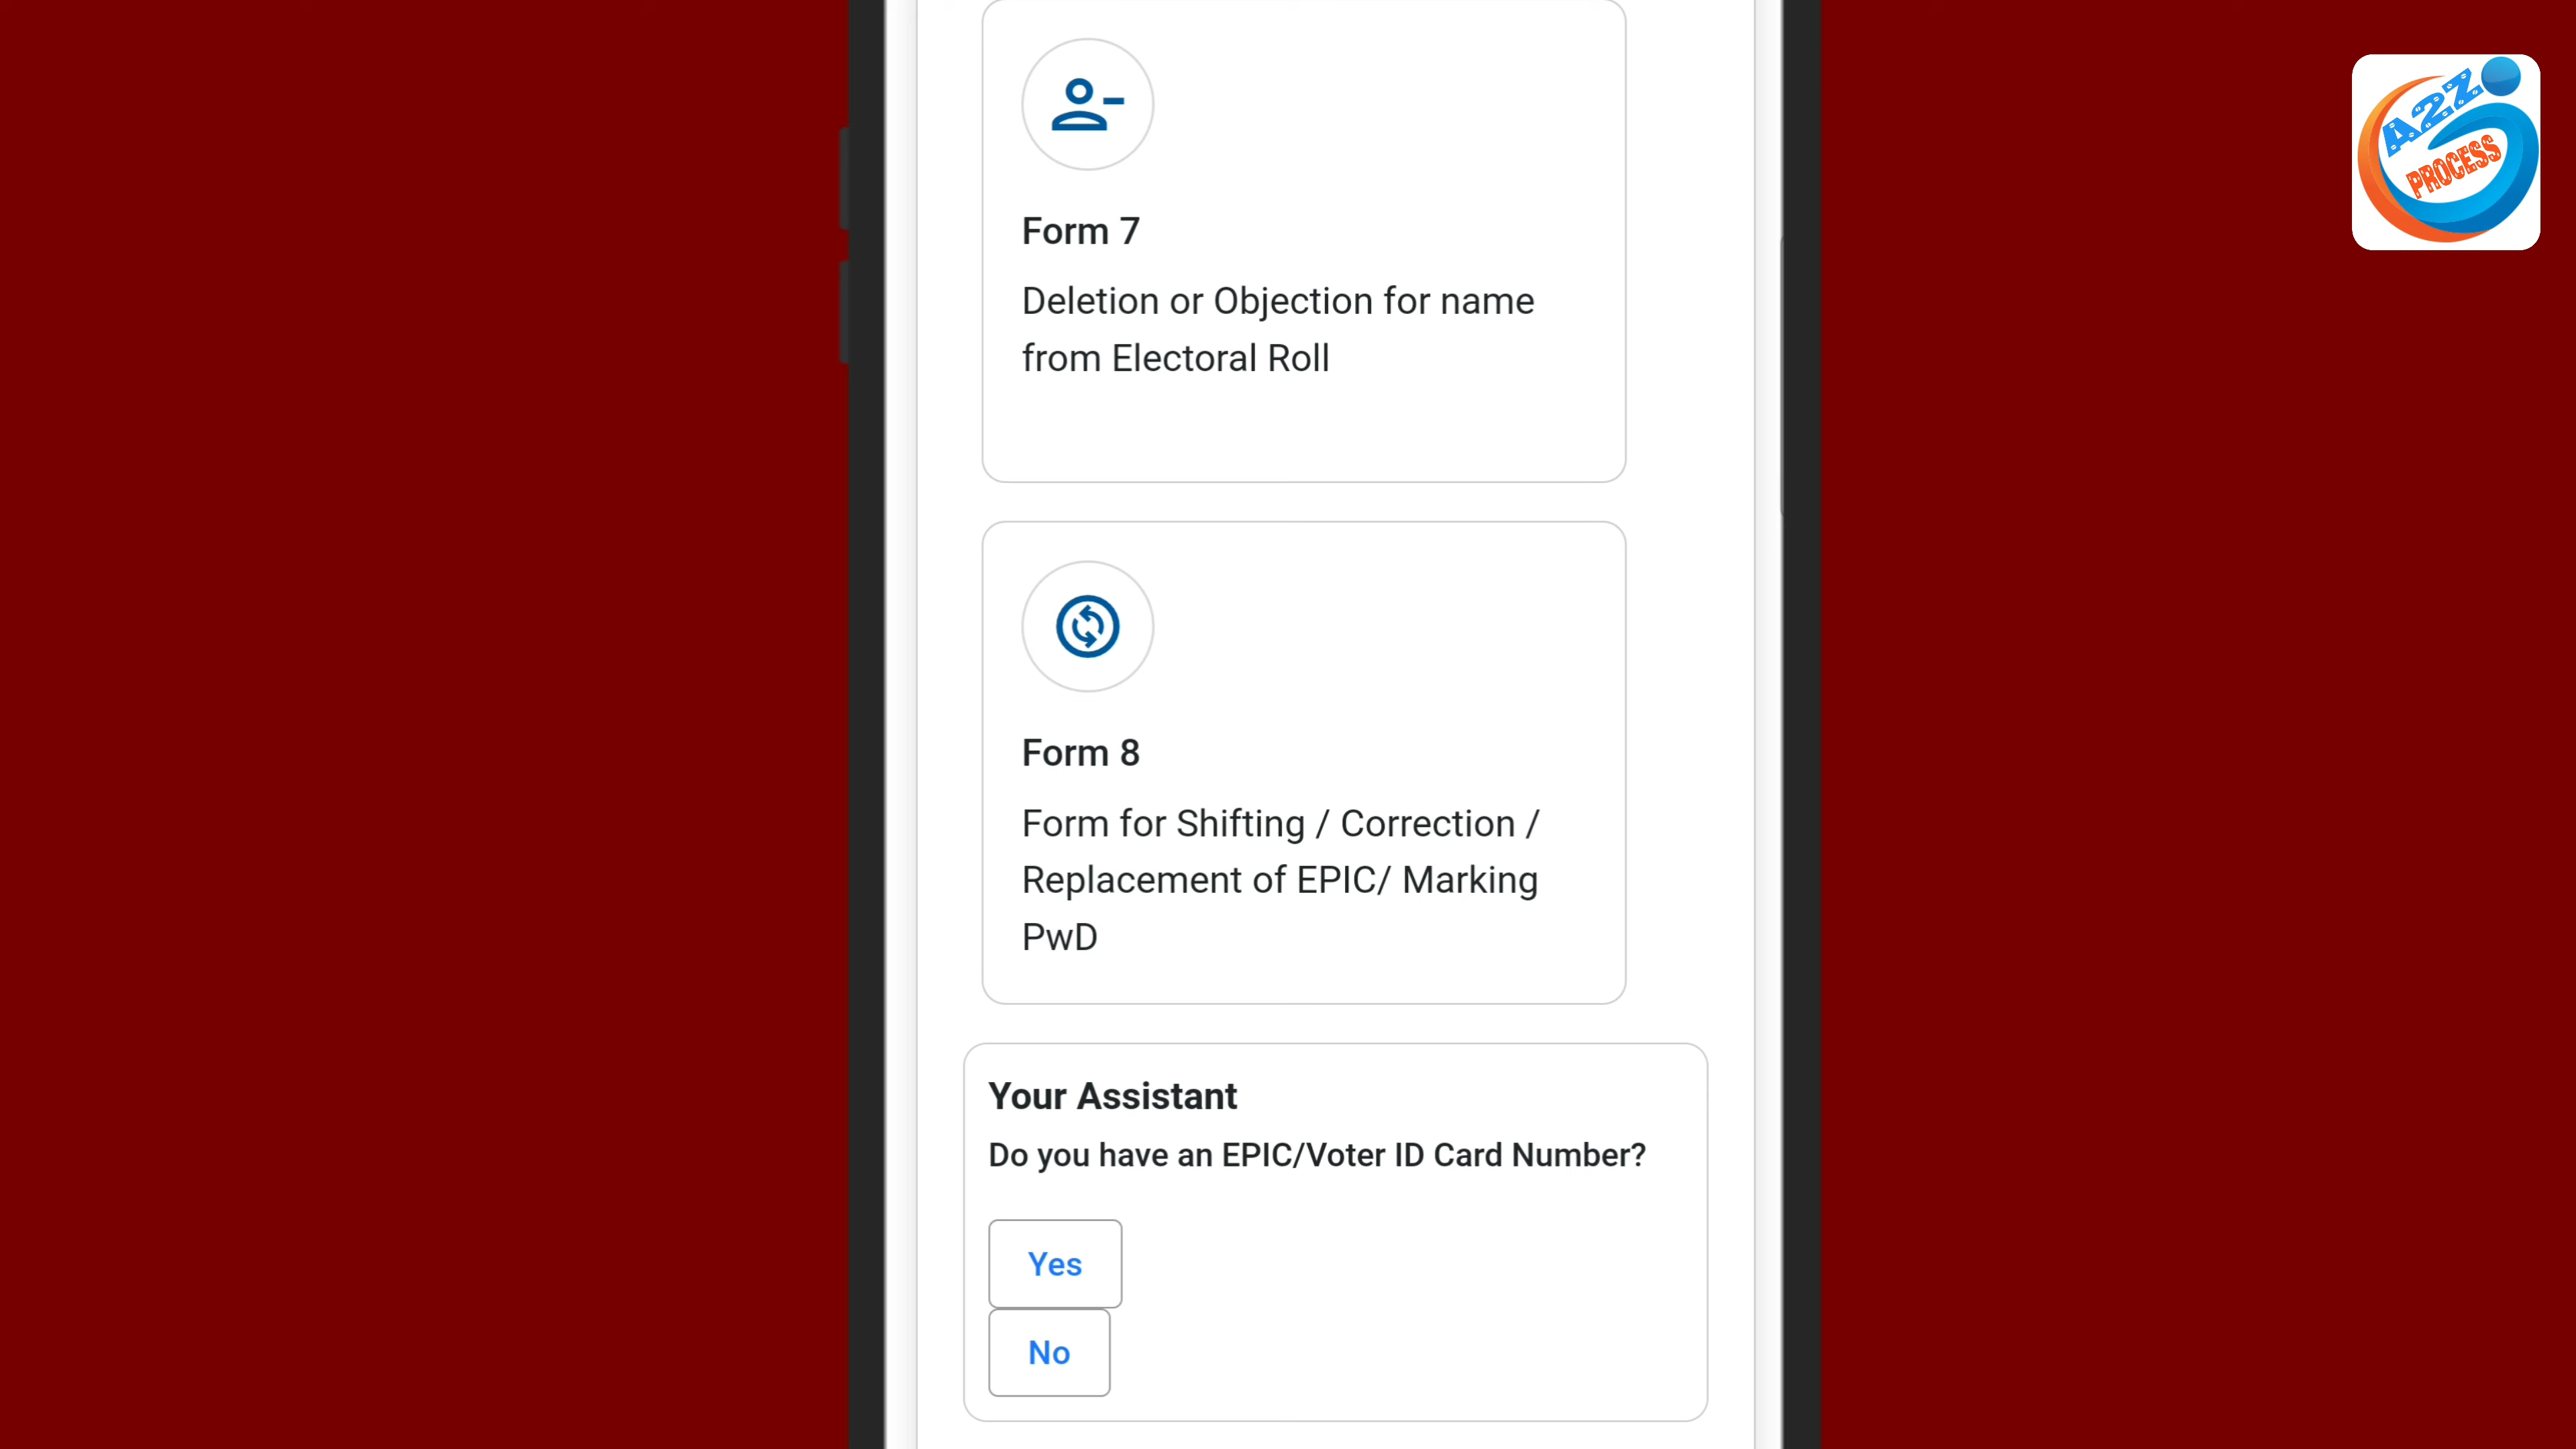 A2Z
PROCESS
Form 7
Deletion or Objection for name
from Electoral Roll
Form 8
Form for Shifting / Correction /
Replacement of EPIC/ Marking
PwD
Your Assistant
Do you have an EPIC/Voter ID Card Number?
Yes
No